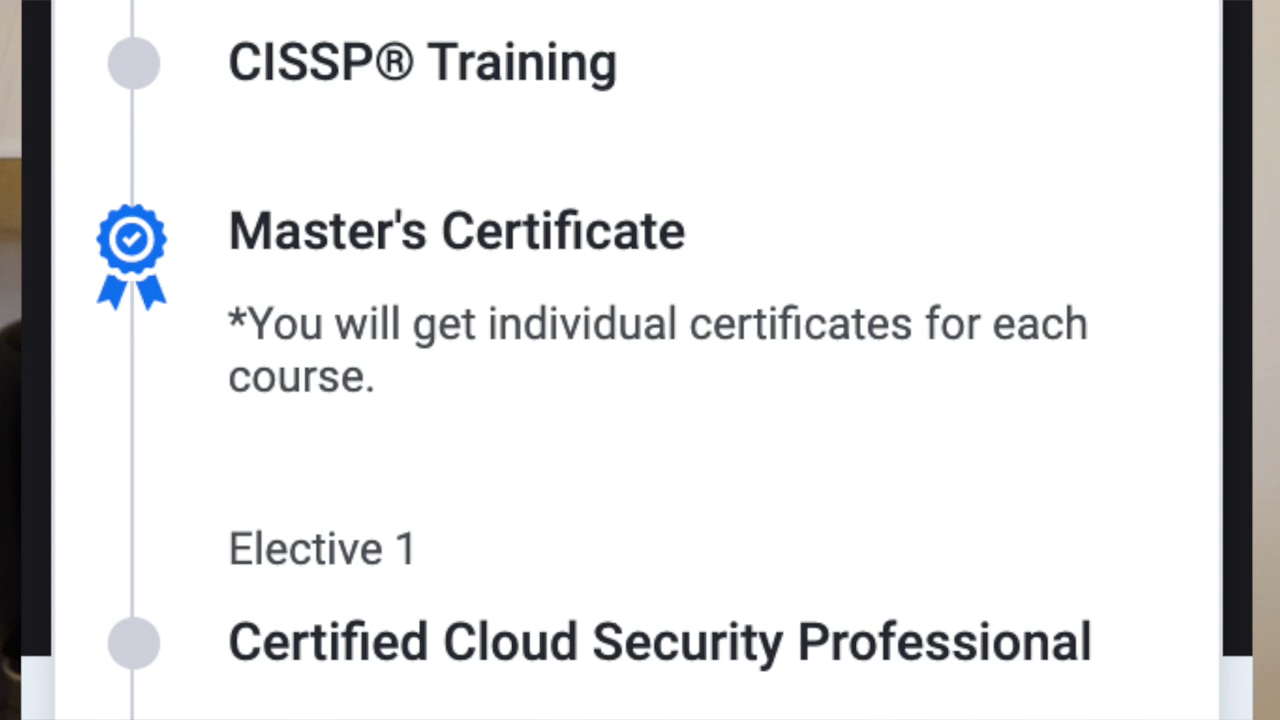 CISSP® Training
Master's Certificate
*You will get individual certificates for each
course.
Elective 1
Certified Cloud Security Professional